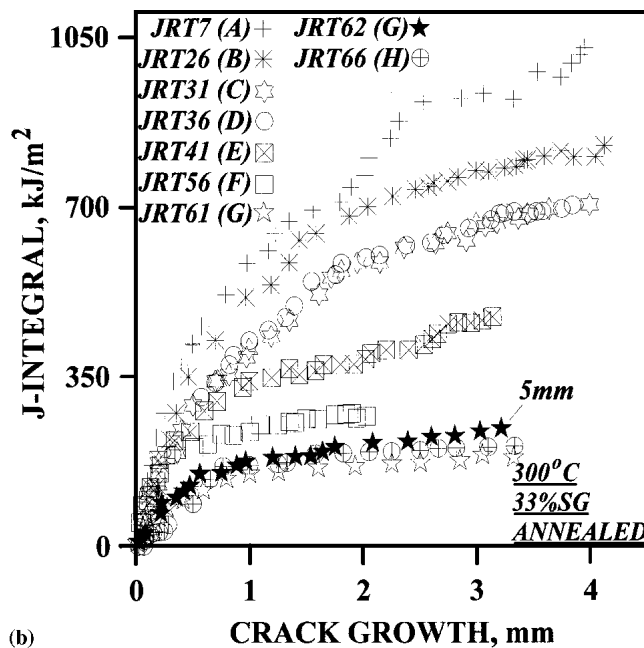 1050
700
350
0
J-INTEGRAL, kJ/m²
JRT7 (A)
JRT26 (B)
JRT31 (C)
JRT36 (D)
JRT41 (E)
JRT56 (F)
JRT61 (G)
JRT62 (G)
JRT66 (H)
5mm
300°C
33%SG
ANNEALED
0 1 2 3 4
(b) CRACK GROWTH, mm